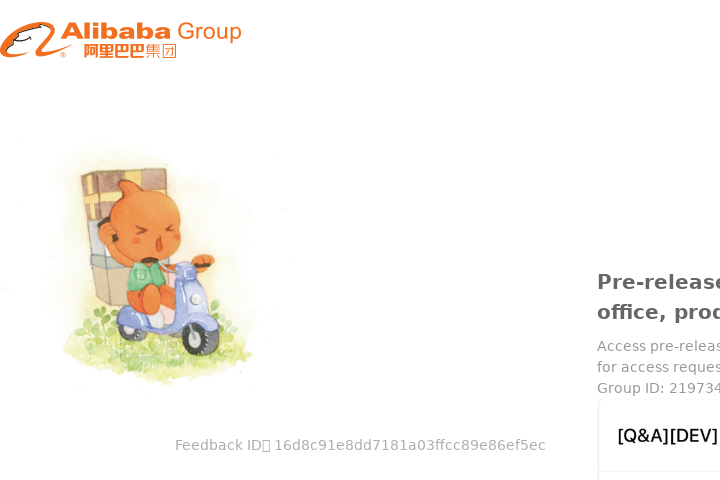 Alibaba Group
阿里巴巴集团
®
Pre-release
office, prod
Access pre-releas
for access reques
Group ID: 219734
[Q&A][DEV]
Feedback ID 16d8c91e8dd7181a03ffcc89e86ef5ec